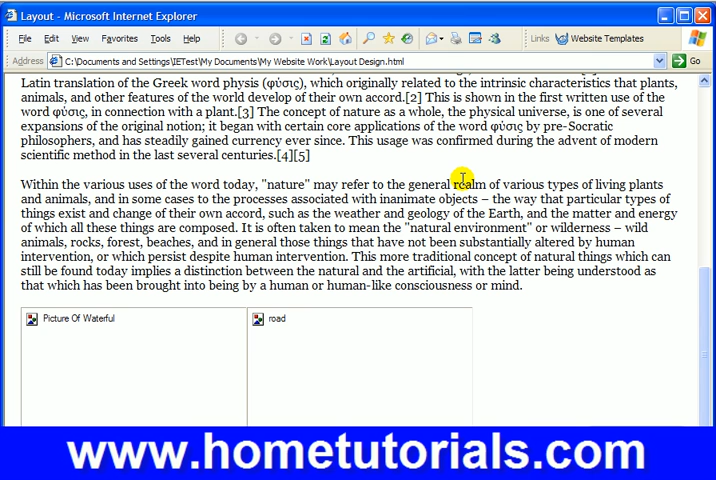 Layout - Microsoft Internet Explorer
File Edit View Favorites Tools Help
Links Website Templates
Address C:\Documents and Settings\IETest\My Documents\My Website Work\Layout Design.html Go
Latin translation of the Greek word physis (φύσις), which originally related to the intrinsic characteristics that plants,
animals, and other features of the world develop of their own accord.[2] This is shown in the first written use of the
word φύσις, in connection with a plant.[3] The concept of nature as a whole, the physical universe, is one of several
expansions of the original notion; it began with certain core applications of the word φύσις by pre-Socratic
philosophers, and has steadily gained currency ever since. This usage was confirmed during the advent of modern
scientific method in the last several centuries.[4][5]
Within the various uses of the word today, "nature" may refer to the general realm of various types of living plants
and animals, and in some cases to the processes associated with inanimate objects – the way that particular types of
things exist and change of their own accord, such as the weather and geology of the Earth, and the matter and energy
of which all these things are composed. It is often taken to mean the "natural environment" or wilderness – wild
animals, rocks, forest, beaches, and in general those things that have not been substantially altered by human
intervention, or which persist despite human intervention. This more traditional concept of natural things which can
still be found today implies a distinction between the natural and the artificial, with the latter being understood as
that which has been brought into being by a human or human-like consciousness or mind.
Picture Of Waterful road
www.hometutorials.com